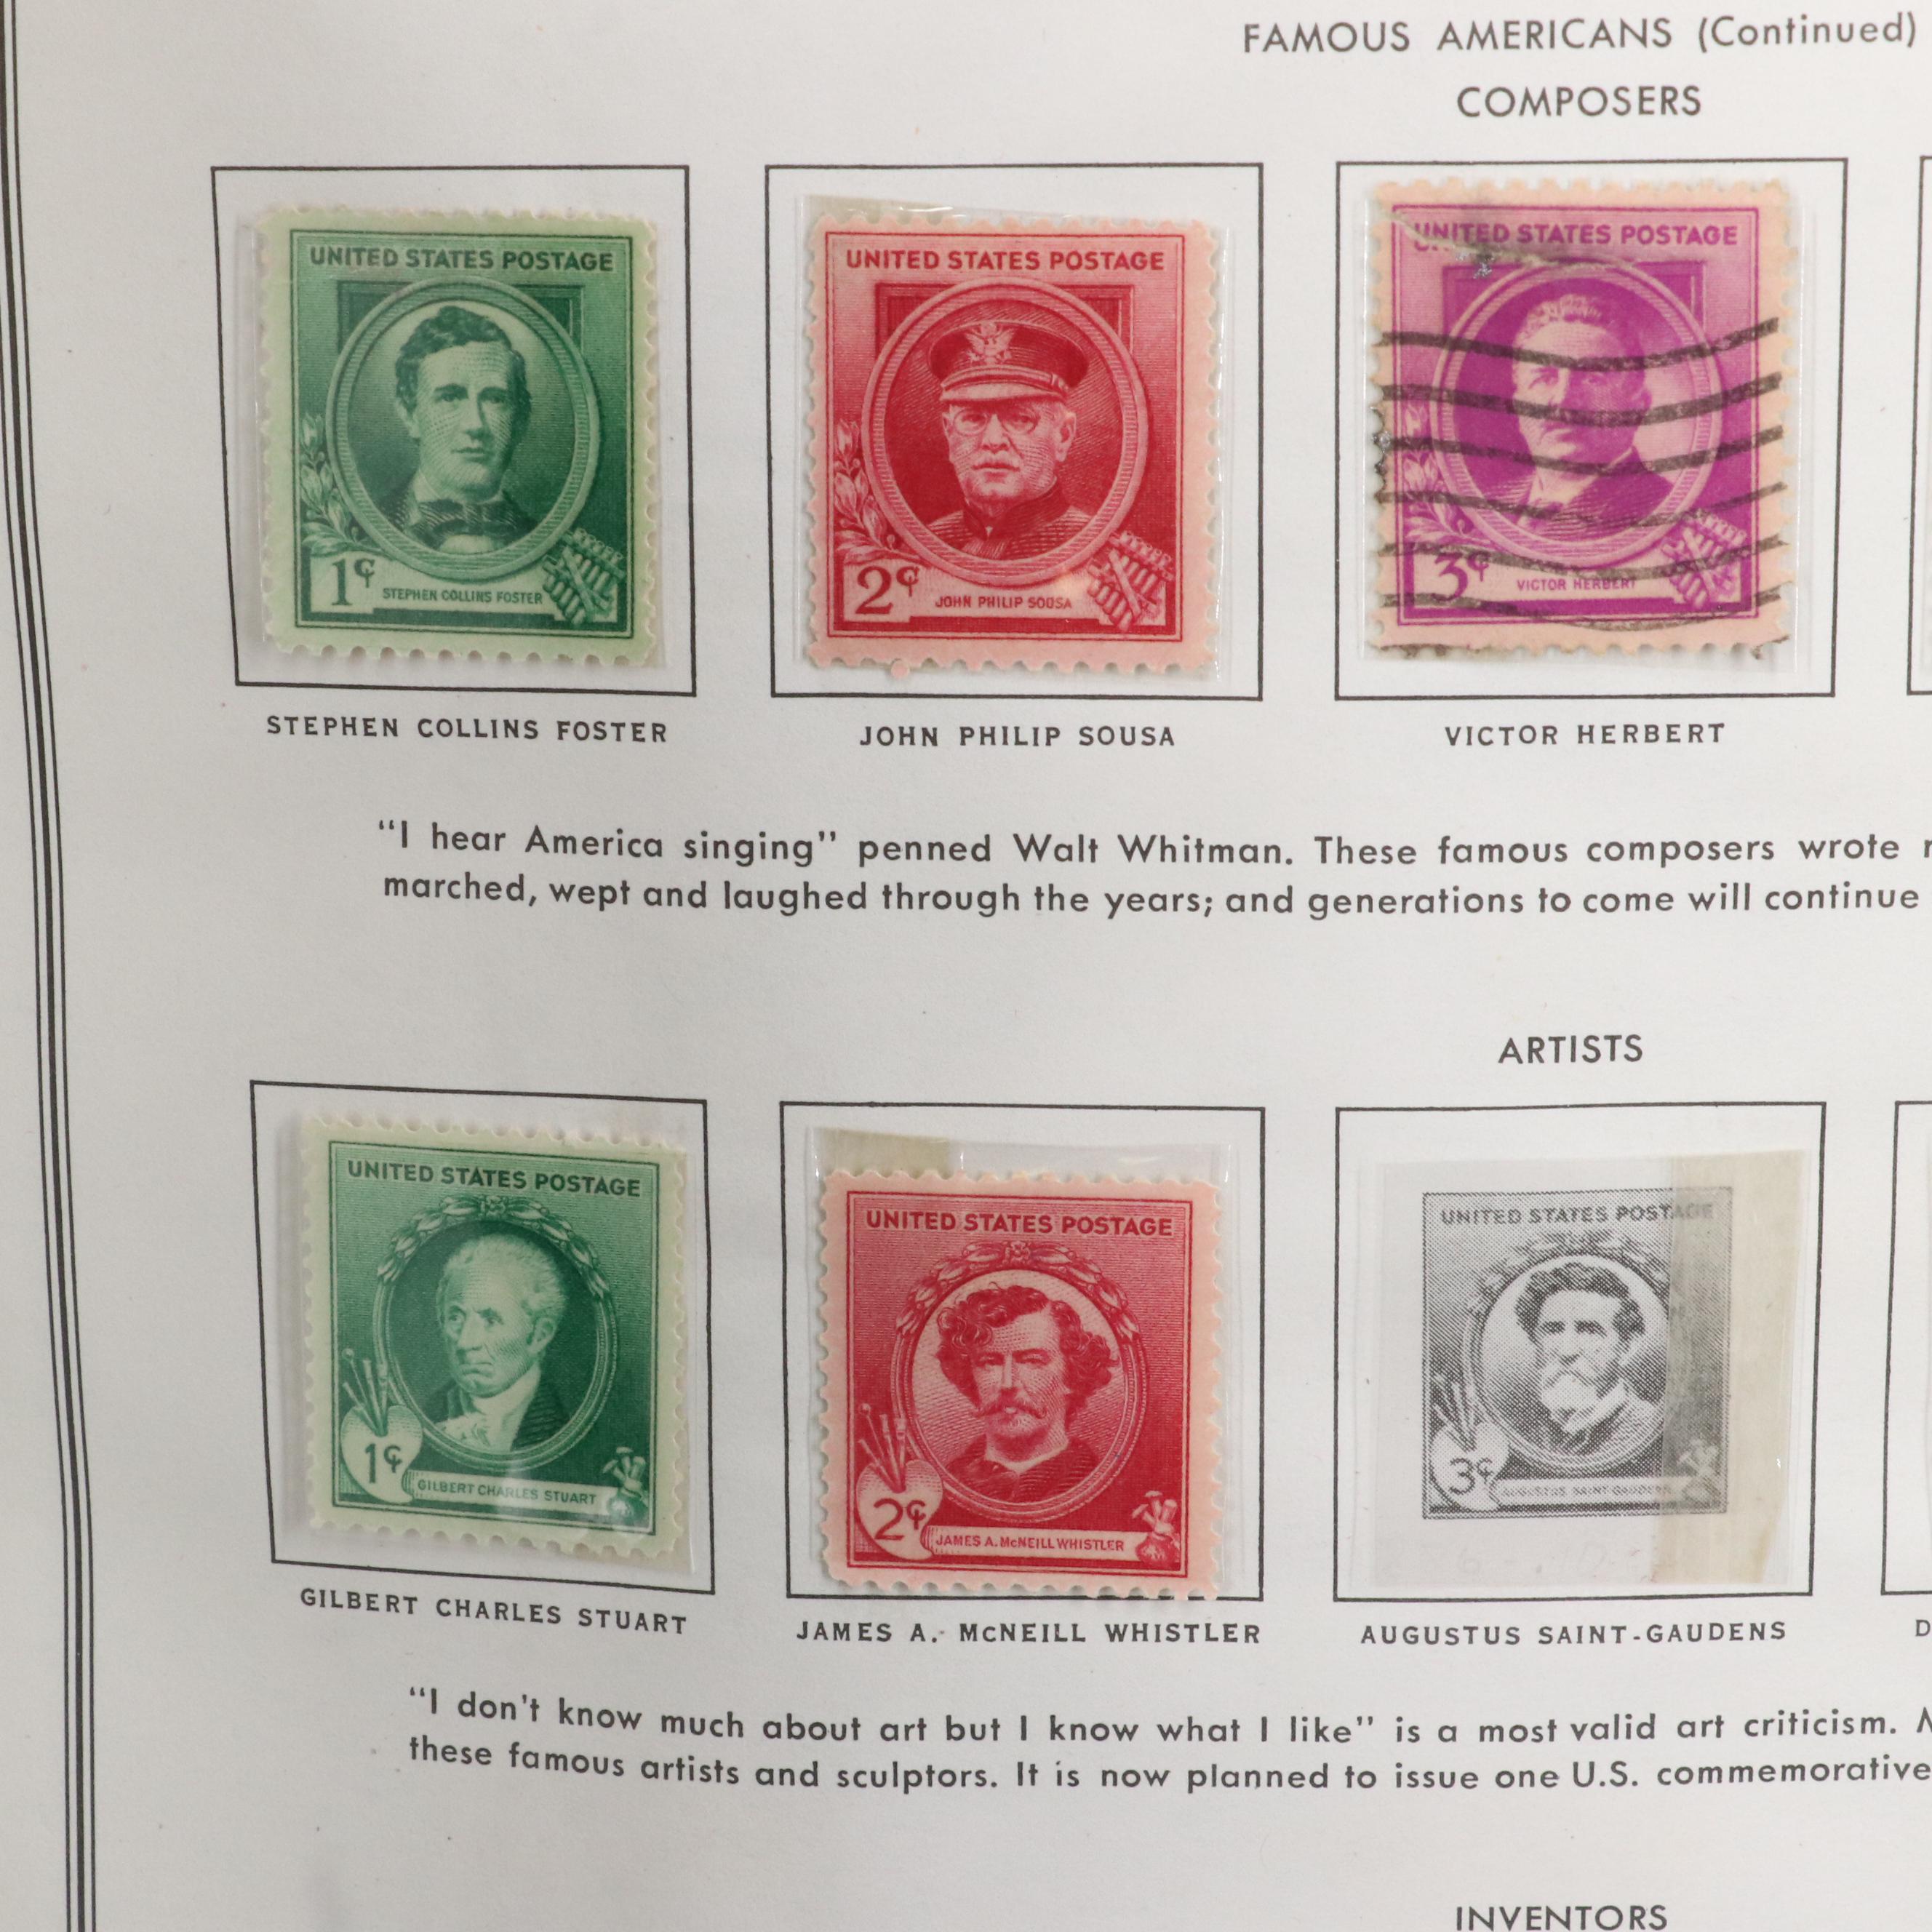 FAMOUS AMERICANS (Continued)
COMPOSERS
UNITED STATES POSTAGE
1¢
STEPHEN COLLINS FOSTER
UNITED STATES POSTAGE
2¢
JOHN PHILIP SOUSA
UNITED STATES POSTAGE
3¢
VICTOR HERBERT
STEPHEN COLLINS FOSTER
JOHN PHILIP SOUSA
VICTOR HERBERT
“I hear America singing” penned Walt Whitman. These famous composers wrote
marched, wept and laughed through the years; and generations to come will continue
ARTISTS
UNITED STATES POSTAGE
1¢
GILBERT CHARLES STUART
UNITED STATES POSTAGE
2¢
JAMES A. McNEILL WHISTLER
UNITED STATES POSTAGE
3¢
AUGUSTUS SAINT-GAUDENS
GILBERT CHARLES STUART
JAMES A. McNEILL WHISTLER
AUGUSTUS SAINT-GAUDENS
“I don't know much about art but I know what I like” is a most valid art criticism.
these famous artists and sculptors. It is now planned to issue one U.S. commemorative
INVENTORS